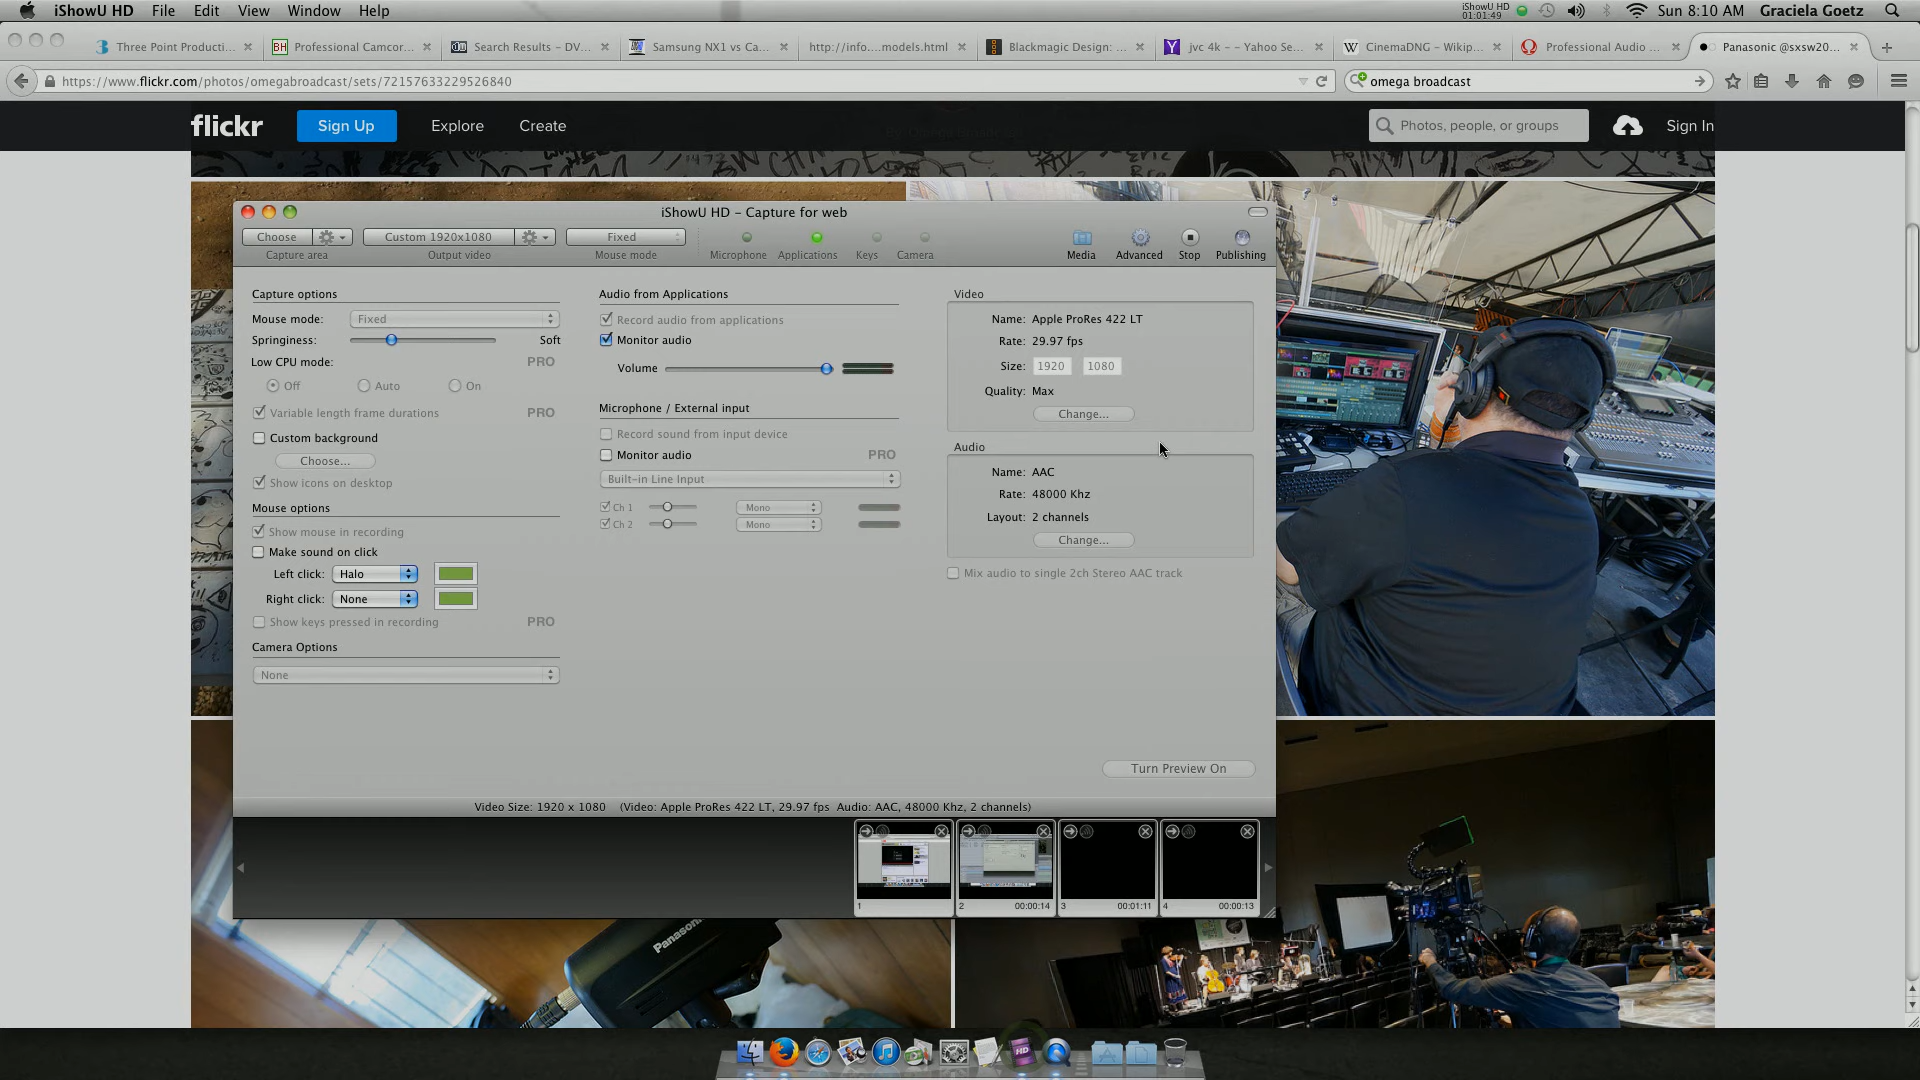 iShowU HD File Edit View Window Help
iShowU HD
01:01:49
Sun 8:10 AM Graciela Goetz
Three Point Producti...
BH Professional Camcor...
Search Results – DV...
Samsung NX1 vs Ca...
http://info....models.html
Blackmagic Design: ...
jvc 4k – – Yahoo Se...
W CinemaDNG – Wikip...
Professional Audio ...
Panasonic @sxsw20...
https://www.flickr.com/photos/omegabroadcast/sets/72157633229526840
omega broadcast
flickr
Sign Up
Explore
Create
Photos, people, or groups
Sign In
iShowU HD – Capture for web
Choose
Custom 1920x1080
Fixed
Capture area
Output video
Mouse mode
Microphone
Applications
Keys
Camera
Media
Advanced
Stop
Publishing
Capture options
Mouse mode: Fixed
Springiness: Soft
Low CPU mode: PRO
Off Auto On
Variable length frame durations PRO
Custom background
Choose...
Show icons on desktop
Mouse options
Show mouse in recording
Make sound on click
Left click: Halo
Right click: None
Show keys pressed in recording PRO
Camera Options
None
Audio from Applications
Record audio from applications
Monitor audio
Volume
Microphone / External input
Record sound from input device
Monitor audio PRO
Built-in Line Input
Ch 1 Mono
Ch 2 Mono
Video
Name: Apple ProRes 422 LT
Rate: 29.97 fps
Size: 1920 1080
Quality: Max
Change...
Audio
Name: AAC
Rate: 48000 Khz
Layout: 2 channels
Change...
Mix audio to single 2ch Stereo AAC track
Turn Preview On
Video Size: 1920 x 1080 (Video: Apple ProRes 422 LT, 29.97 fps Audio: AAC, 48000 Khz, 2 channels)
1
2 00:00:14
3 00:01:11
4 00:00:13
Panasonic
HD